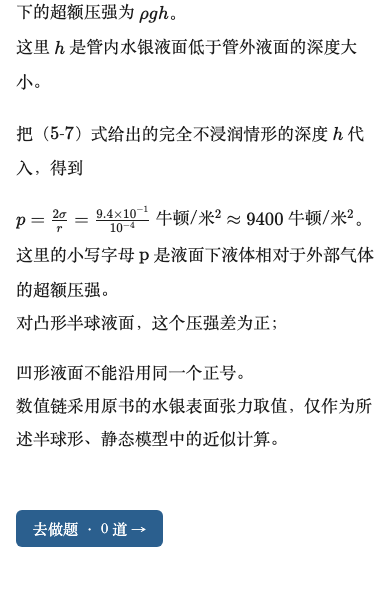 下的超额压强为 ρgh。
这里 h 是管内水银液面低于管外液面的深度大
小。
把（5-7）式给出的完全不浸润情形的深度 h 代
入，得到
p = 2σ/r = 9.4×10⁻¹/10⁻⁴ 牛顿/米² ≈ 9400 牛顿/米²。
这里的小写字母 p 是液面下液体相对于外部气体
的超额压强。
对凸形半球液面，这个压强差为正；
凹形液面不能沿用同一个正号。
数值链采用原书的水银表面张力取值，仅作为所
述半球形、静态模型中的近似计算。
去做题 · 0 道 →